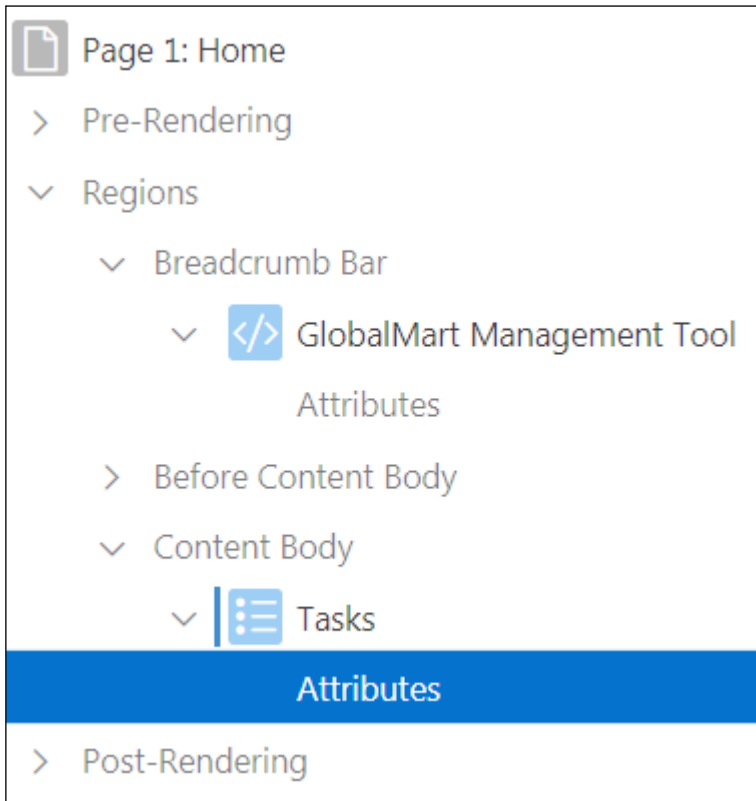 Page 1: Home
Pre-Rendering
Regions
Breadcrumb Bar
</> GlobalMart Management Tool
Attributes
Before Content Body
Content Body
Tasks
Attributes
Post-Rendering